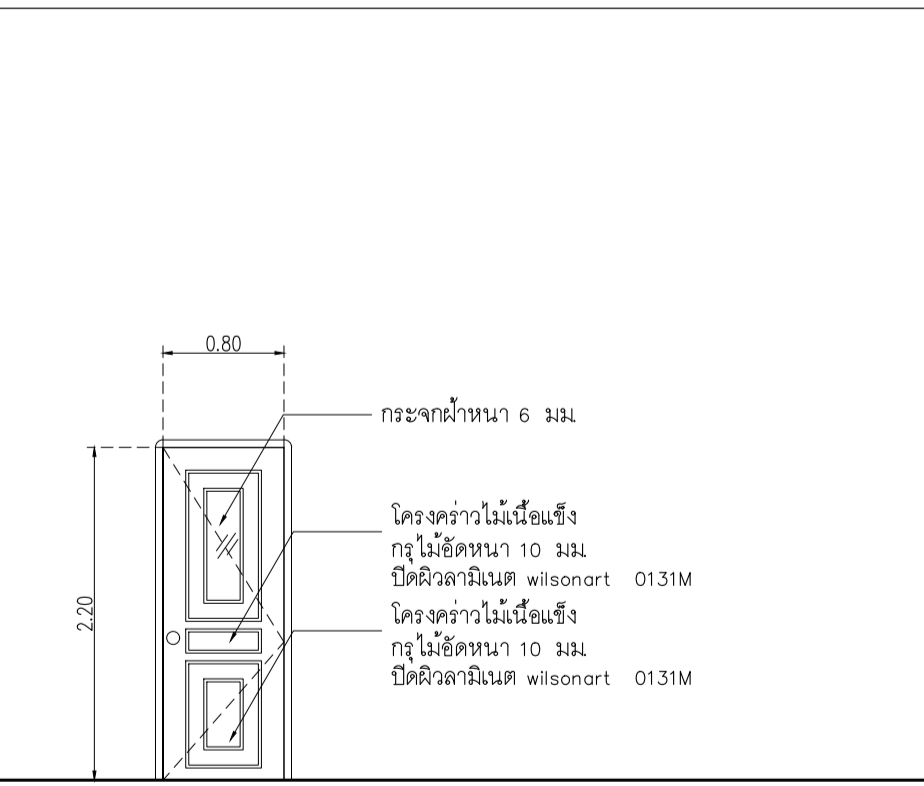 0.80
กระจกฝ้าหนา 6 มม.
โครงคร่าวไม้เนื้อแข็ง
กรุไม้อัดหนา 10 มม.
ปิดผิวลามิเนต wilsonart 0131M
2.20
โครงคร่าวไม้เนื้อแข็ง
กรุไม้อัดหนา 10 มม.
ปิดผิวลามิเนต wilsonart 0131M